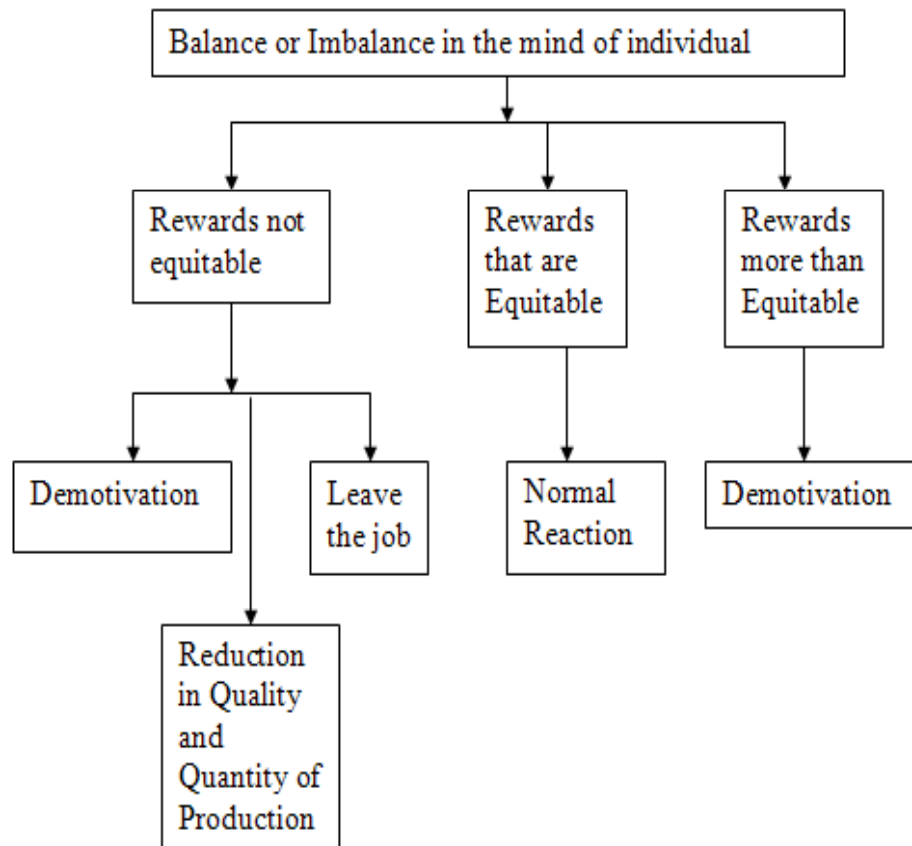 Balance or Imbalance in the mind of individual
Rewards not
equitable
Rewards
that are
Equitable
Rewards
more than
Equitable
Demotivation
Leave
the job
Normal
Reaction
Demotivation
Reduction
in Quality
and
Quantity of
Production